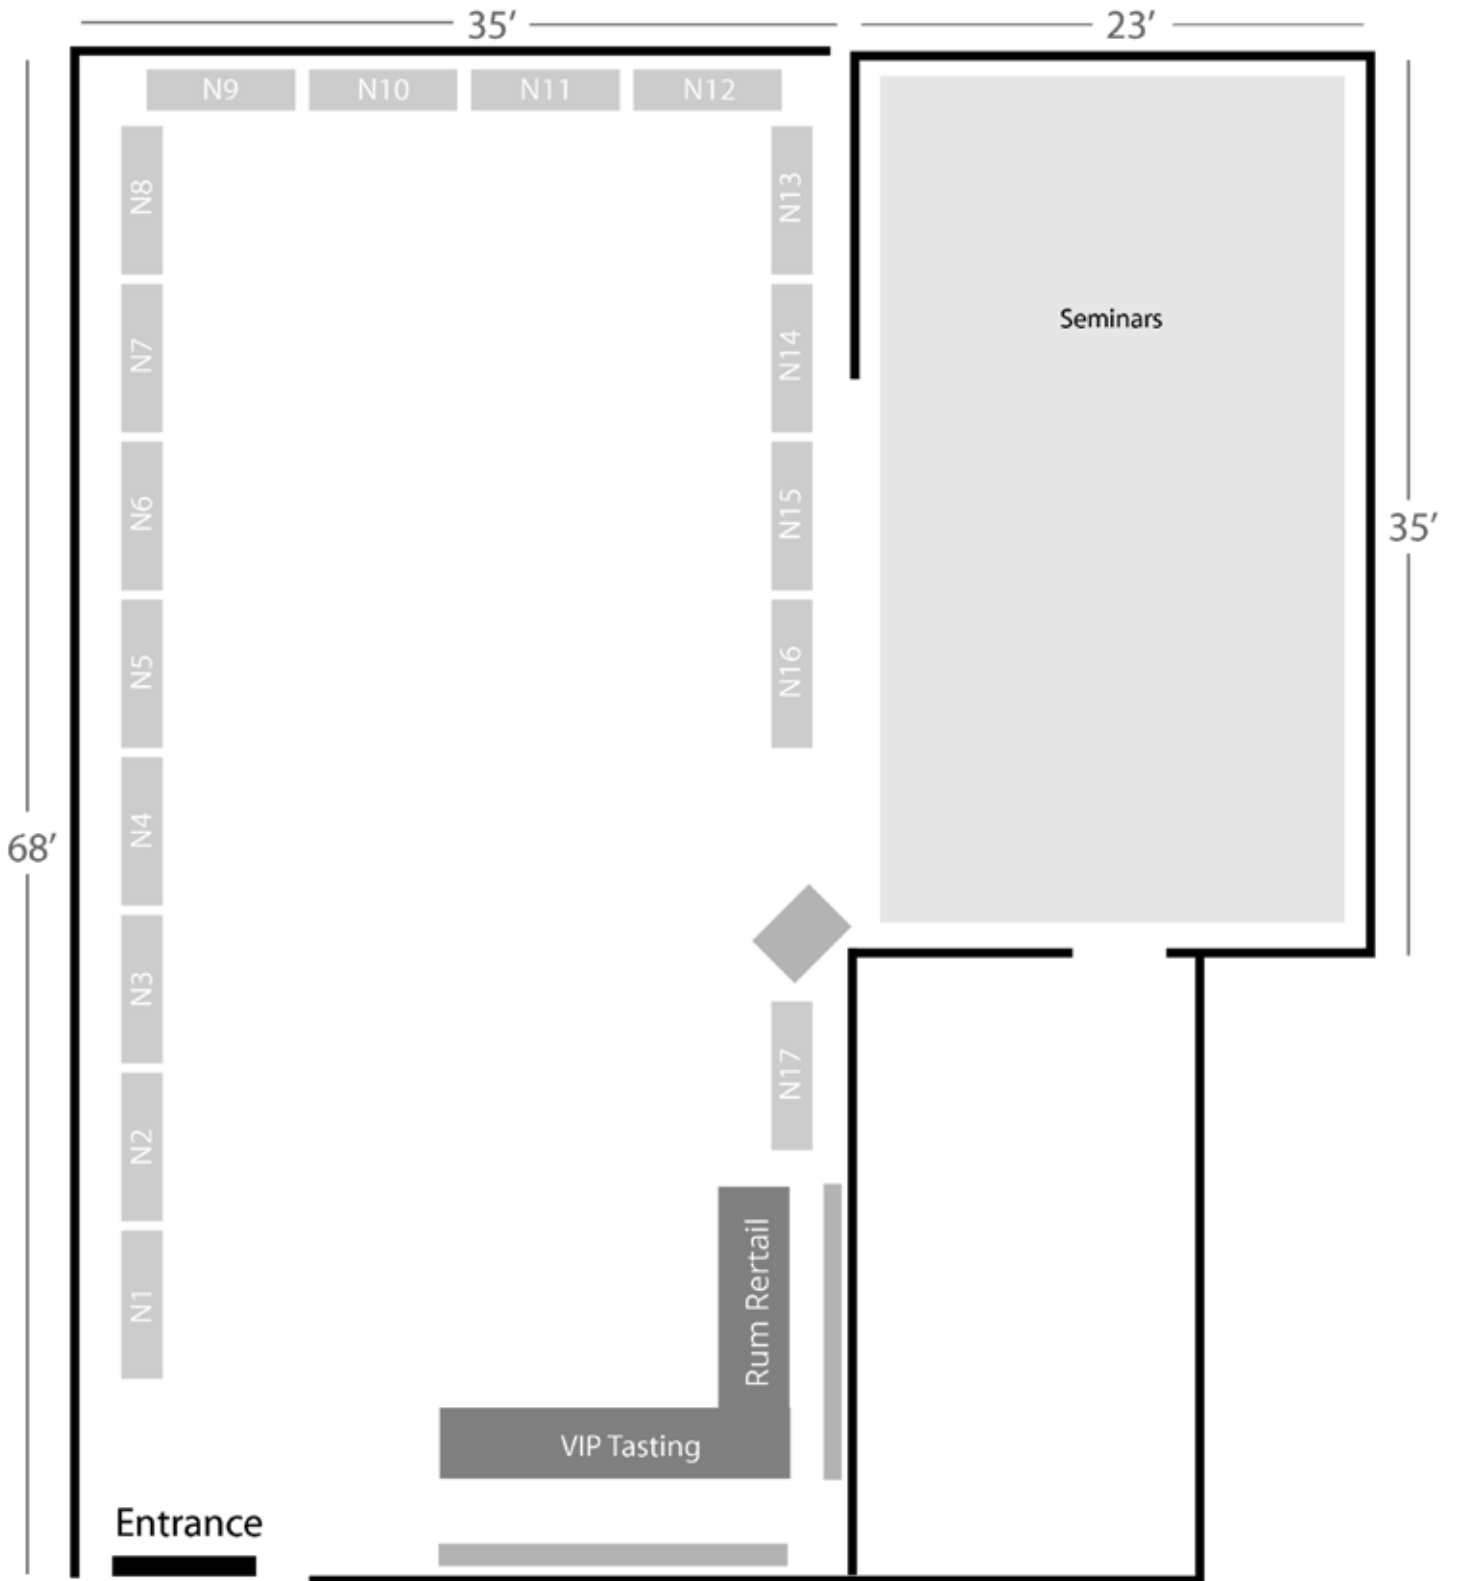 35’
23’
N9
N10
N11
N12
N8
N13
N7
N14
Seminars
N6
N15
35’
N5
N16
N4
68’
N3
N17
N2
N1
Rum Rertail
VIP Tasting
Entrance